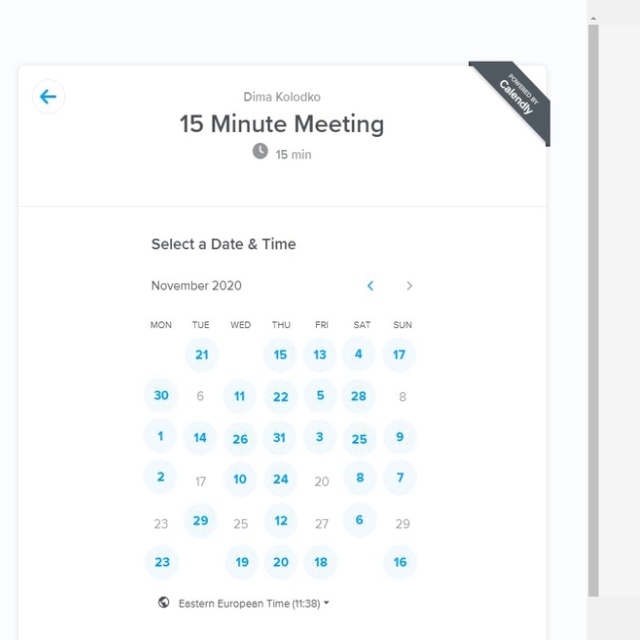 POWERED BY
Calendly
Dima Kolodko
15 Minute Meeting
15 min
Select a Date & Time
November 2020
MON TUE WED THU FRI SAT SUN
21 15 13 4 17
30 6 11 22 5 28 8
1 14 26 31 3 25 9
2 17 10 24 20 8 7
23 29 25 12 27 6 29
23 19 20 18 16
Eastern European Time (11:38)